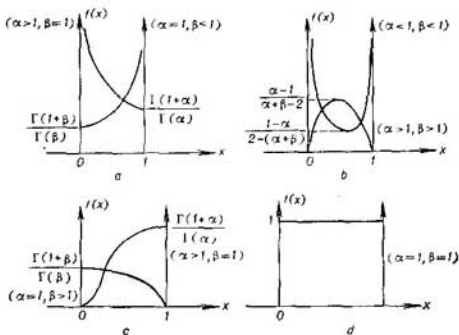 (α>1, β=1) f(x) (α=1, β<1)
Γ(1+β)/Γ(β)
Γ(1+α)/Γ(α)
0 1 x
a
f(x) (α<1, β<1)
α-1/α+β-2
1-α/2-(α+β)
(α>1, β>1)
0 1 x
b
f(x)
Γ(1+β)/Γ(β)
(α=1, β>1)
Γ(1+α)/Γ(α)
(α>1, β=1)
0 1 x
c
f(x)
1
(α=1, β=1)
0 1 x
d